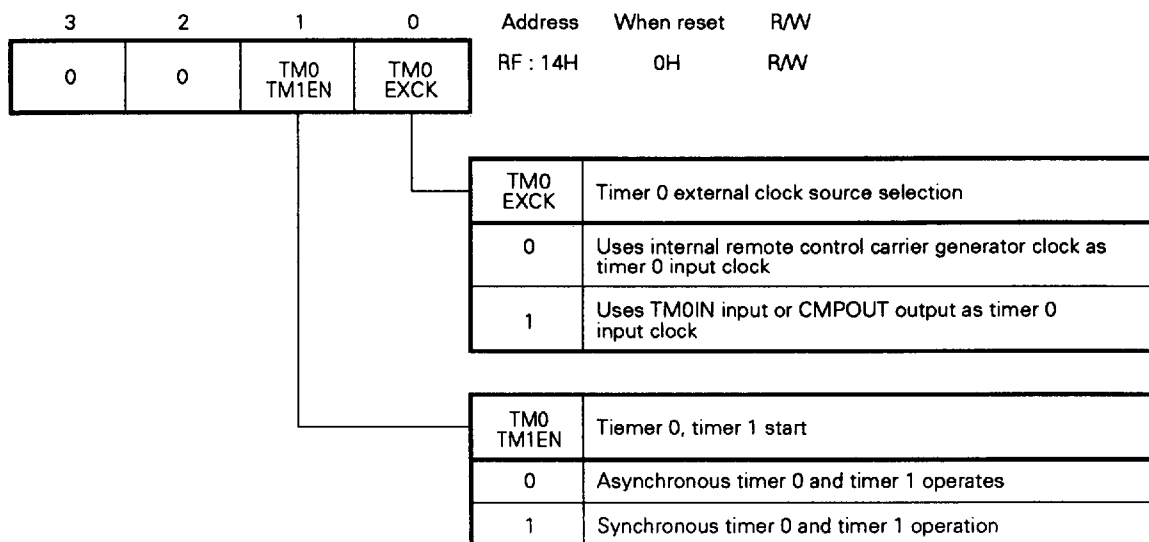 3 2 1 0 Address When reset R/W
0 0 TM0 TM1EN TM0 EXCK RF : 14H 0H R/W
TM0 EXCK Timer 0 external clock source selection
0 Uses internal remote control carrier generator clock as
timer 0 input clock
1 Uses TM0IN input or CMPOUT output as timer 0
input clock
TM0 TM1EN Tiemer 0, timer 1 start
0 Asynchronous timer 0 and timer 1 operates
1 Synchronous timer 0 and timer 1 operation